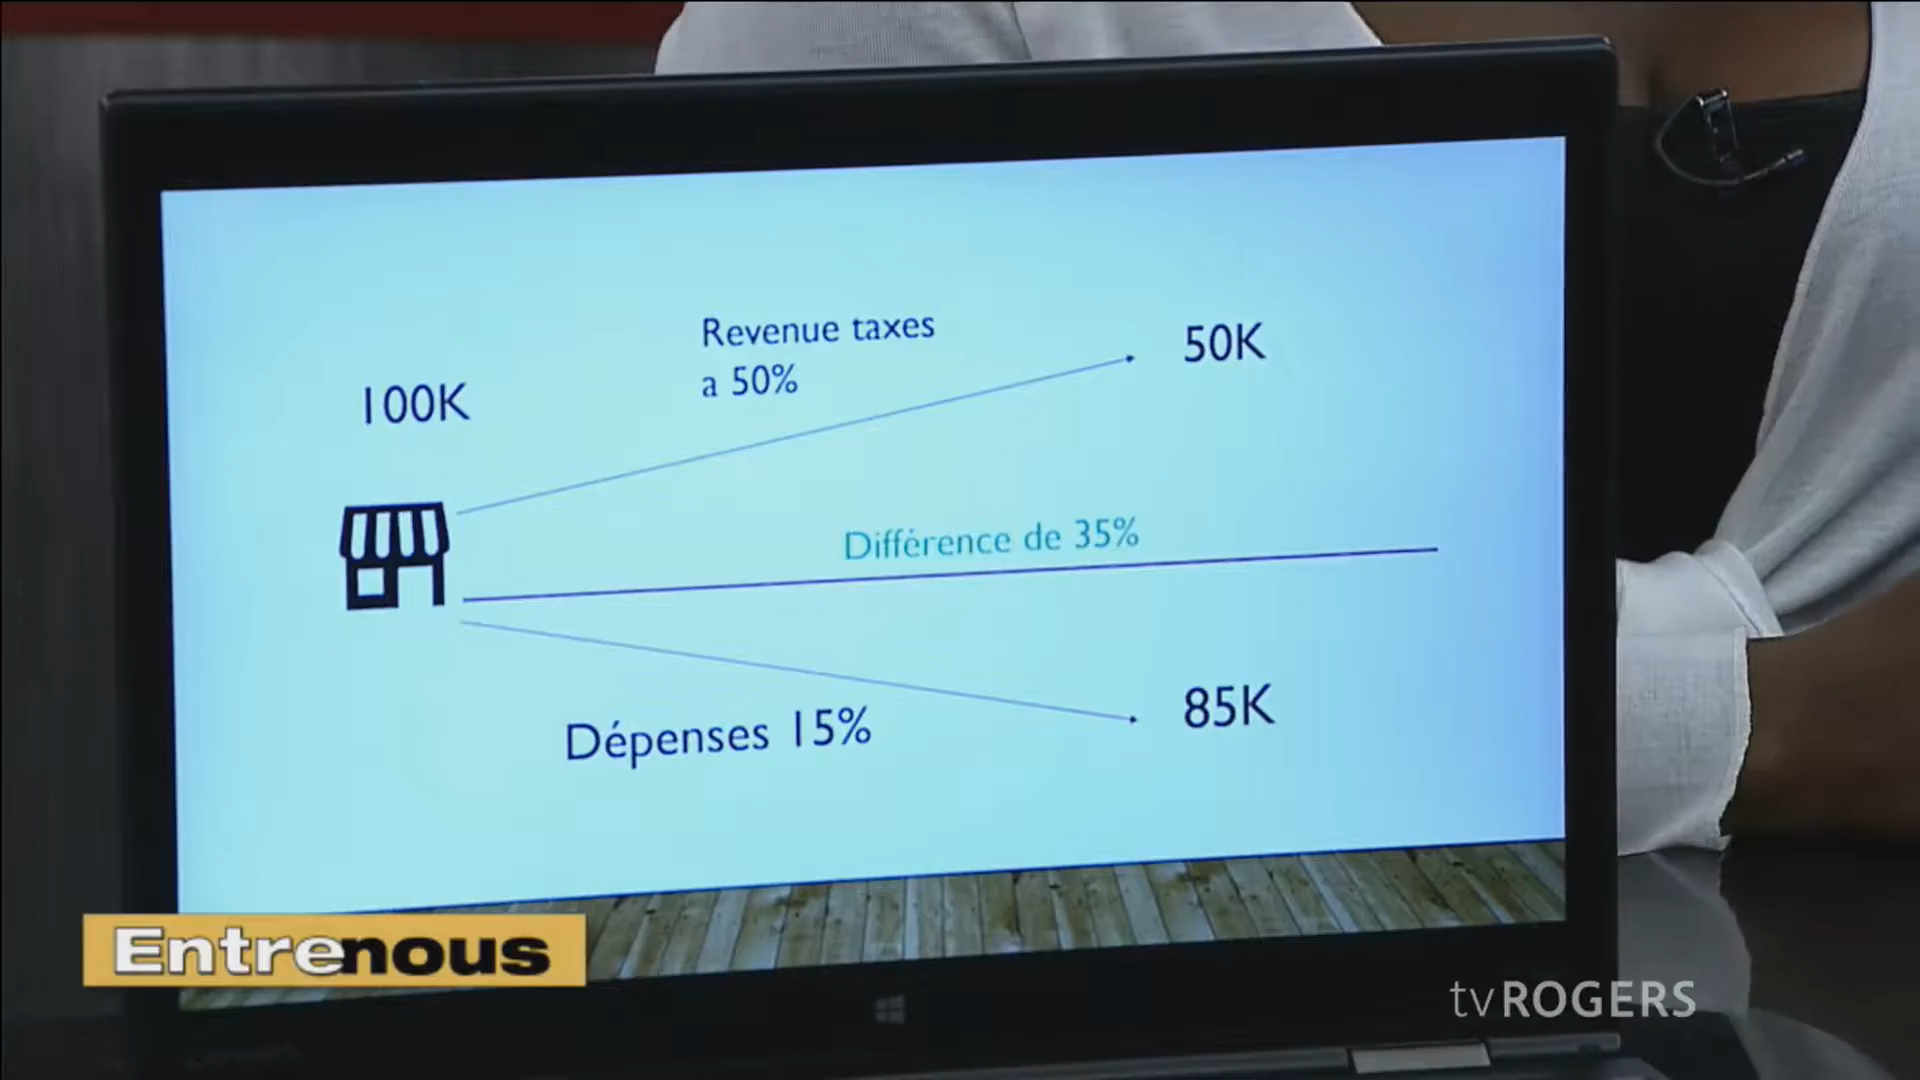 Revenue taxes
a 50%
50K
100K
Différence de 35%
Dépenses 15%
85K
Entrenous
tvROGERS